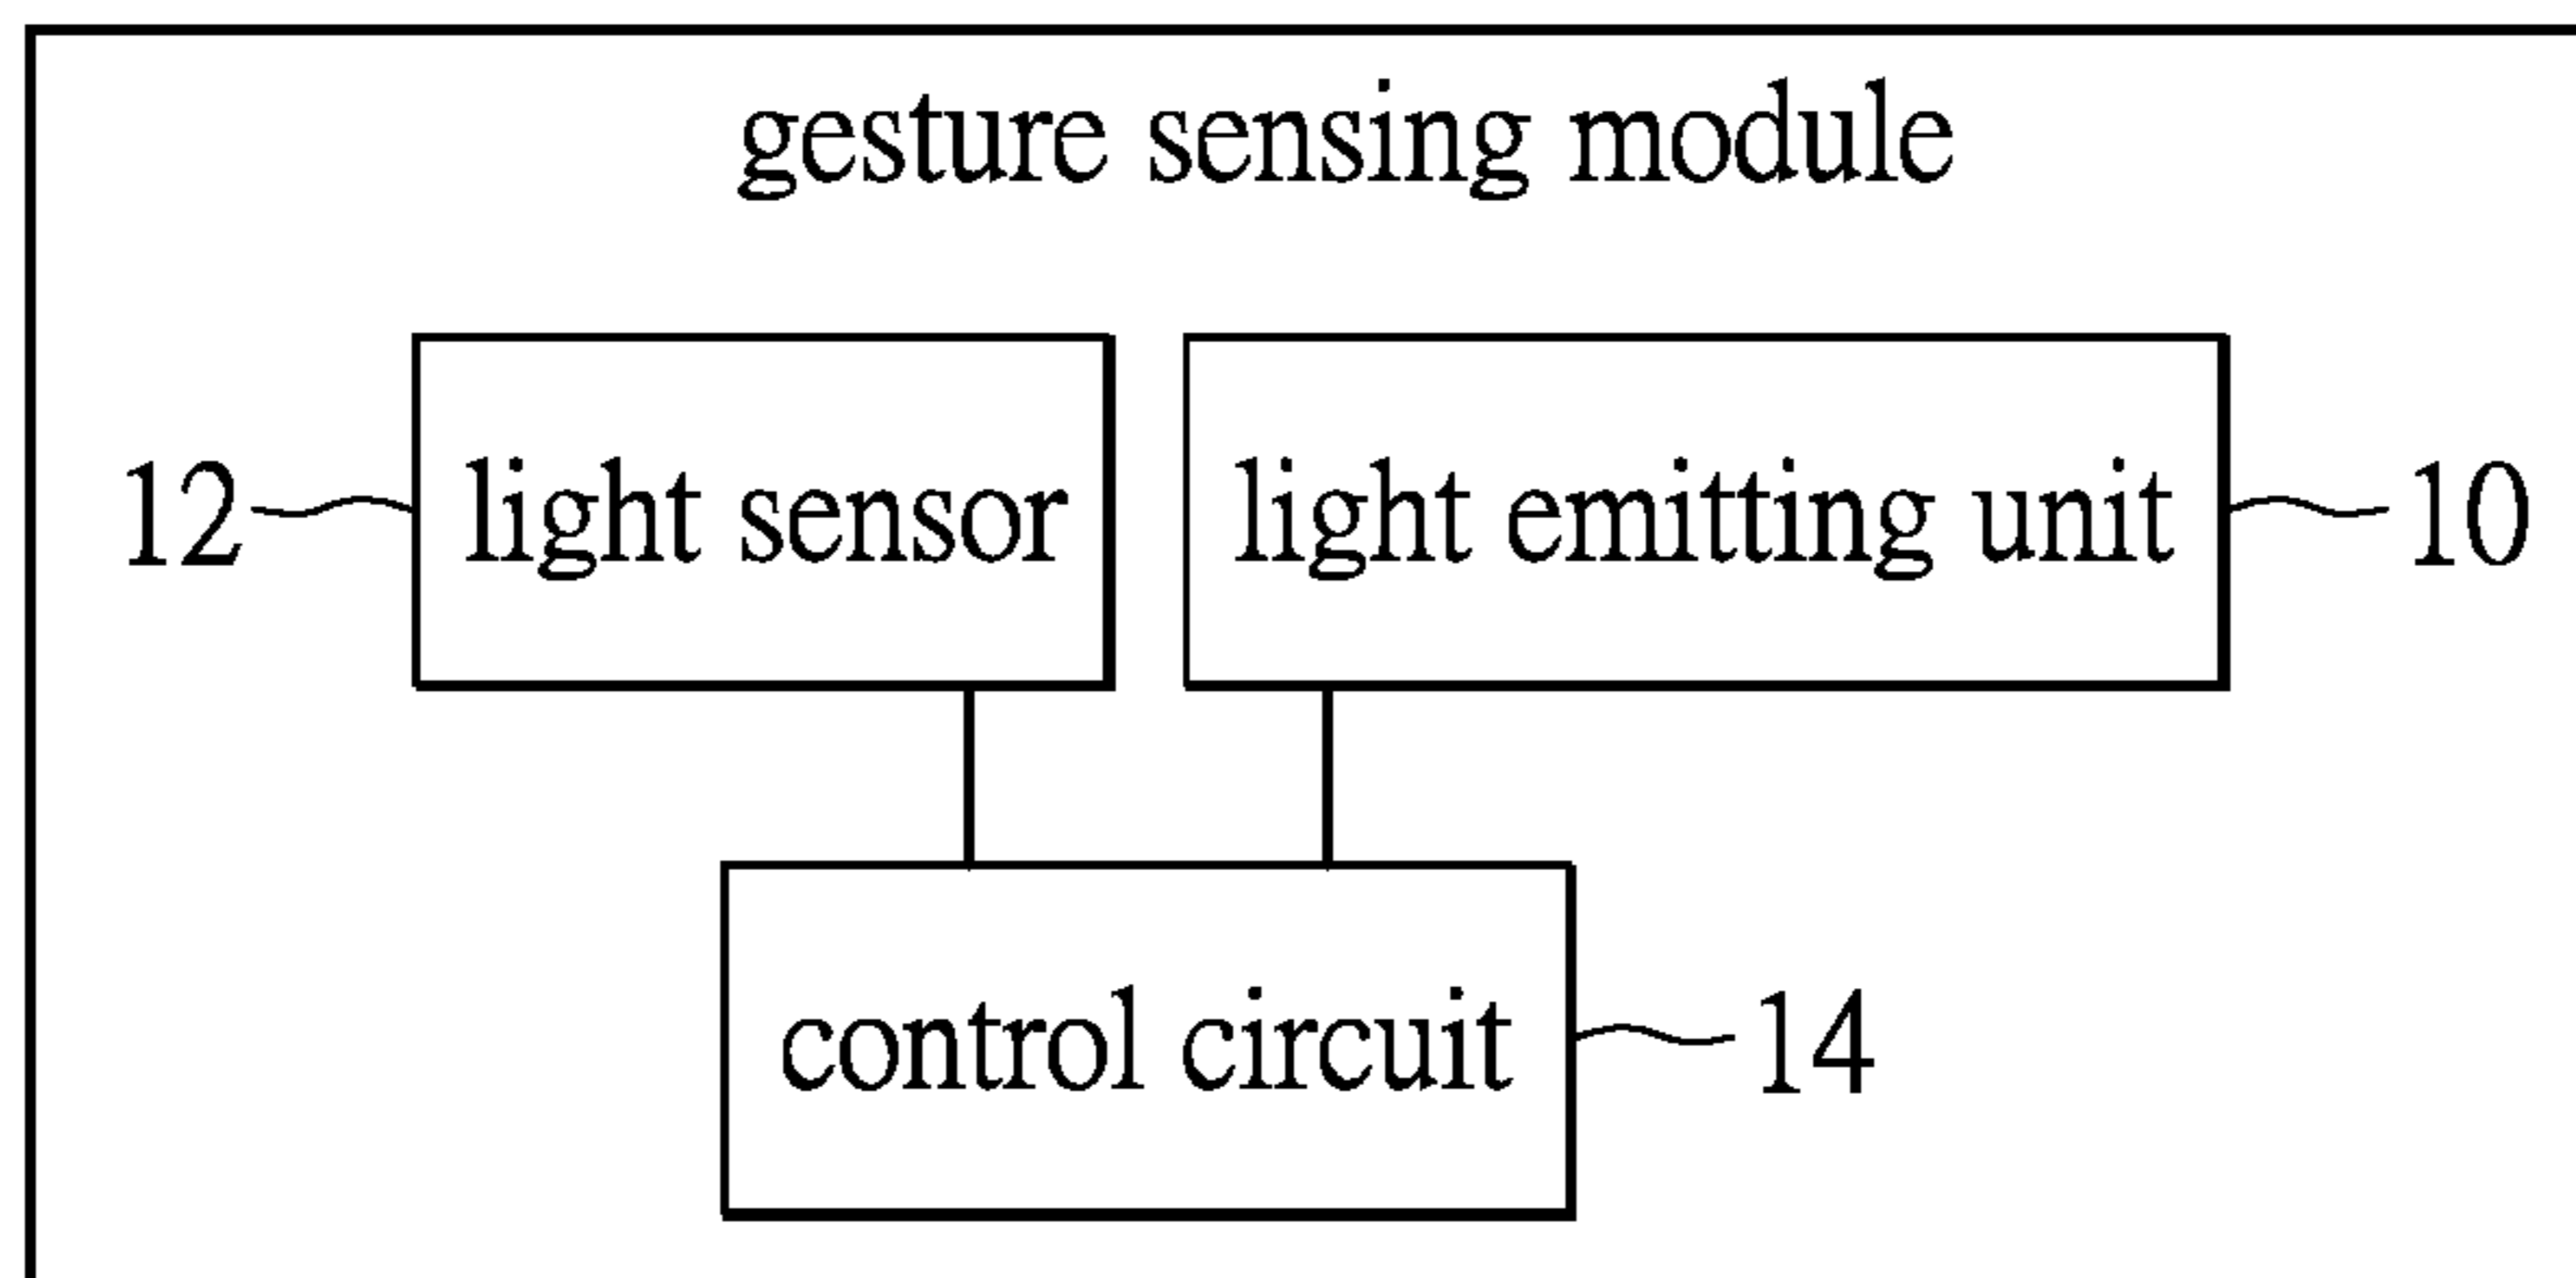 gesture sensing module
12 light sensor light emitting unit 10
control circuit 14